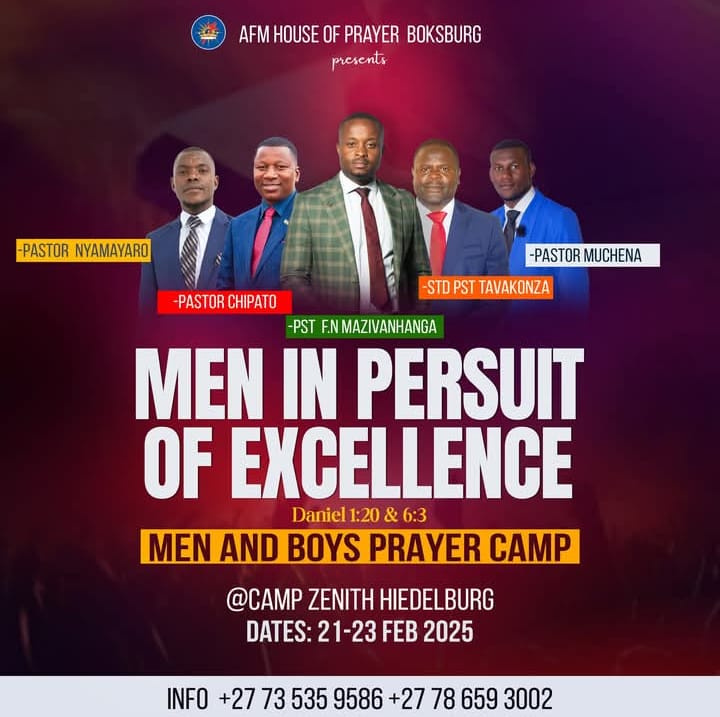 AFM HOUSE OF PRAYER BOKSBURG
presents
-PASTOR NYAMAYARO
-PASTOR MUCHENA
-STD PST TAVAKONZA
-PASTOR CHIPATO
-PST F.N MAZIVANHANGA
MEN IN PERSUIT
OF EXCELLENCE
Daniel 1:20 & 6:3
MEN AND BOYS PRAYER CAMP
@CAMP ZENITH HIEDELBURG
DATES: 21-23 FEB 2025
INFO +27 73 535 9586 +27 78 659 3002